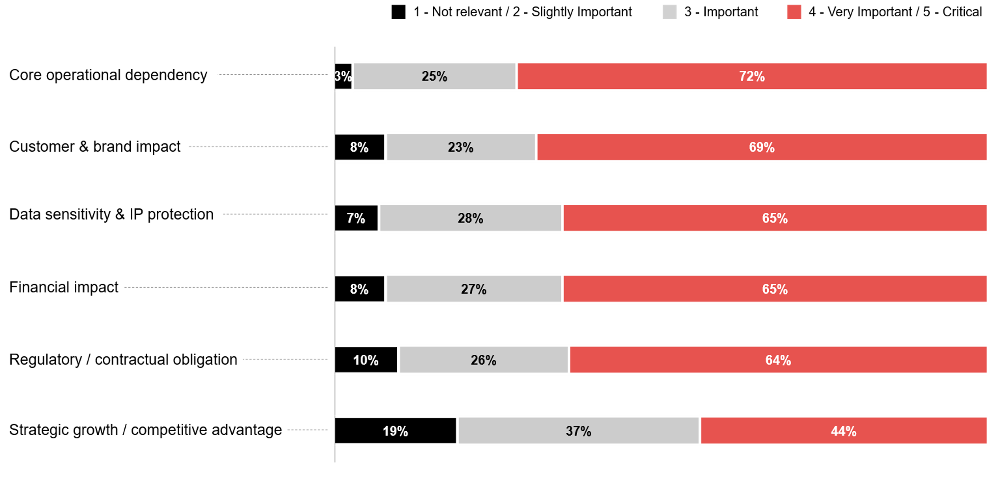 1 - Not relevant / 2 - Slightly Important 3 - Important 4 - Very Important / 5 - Critical
Core operational dependency 3% 25% 72%
Customer & brand impact 8% 23% 69%
Data sensitivity & IP protection 7% 28% 65%
Financial impact 8% 27% 65%
Regulatory / contractual obligation 10% 26% 64%
Strategic growth / competitive advantage 19% 37% 44%